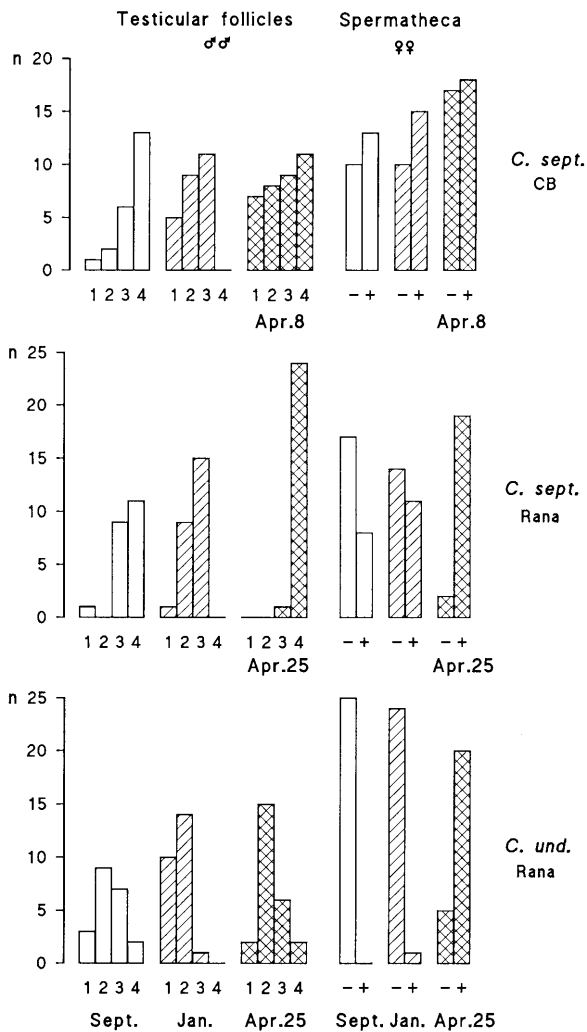 Testicular follicles Spermatheca
♂♂ ♀♀
n 20
15
10
5
0
C. sept.
CB
1 2 3 4 1 2 3 4 1 2 3 4 − + − + − +
Apr.8 Apr.8
n 25
20
15
10
5
0
C. sept.
Rana
1 2 3 4 1 2 3 4 1 2 3 4 − + − + − +
Apr.25 Apr.25
n 25
20
15
10
5
0
C. und.
Rana
1 2 3 4 1 2 3 4 1 2 3 4 − + − + − +
Sept. Jan. Apr.25 Sept. Jan. Apr.25